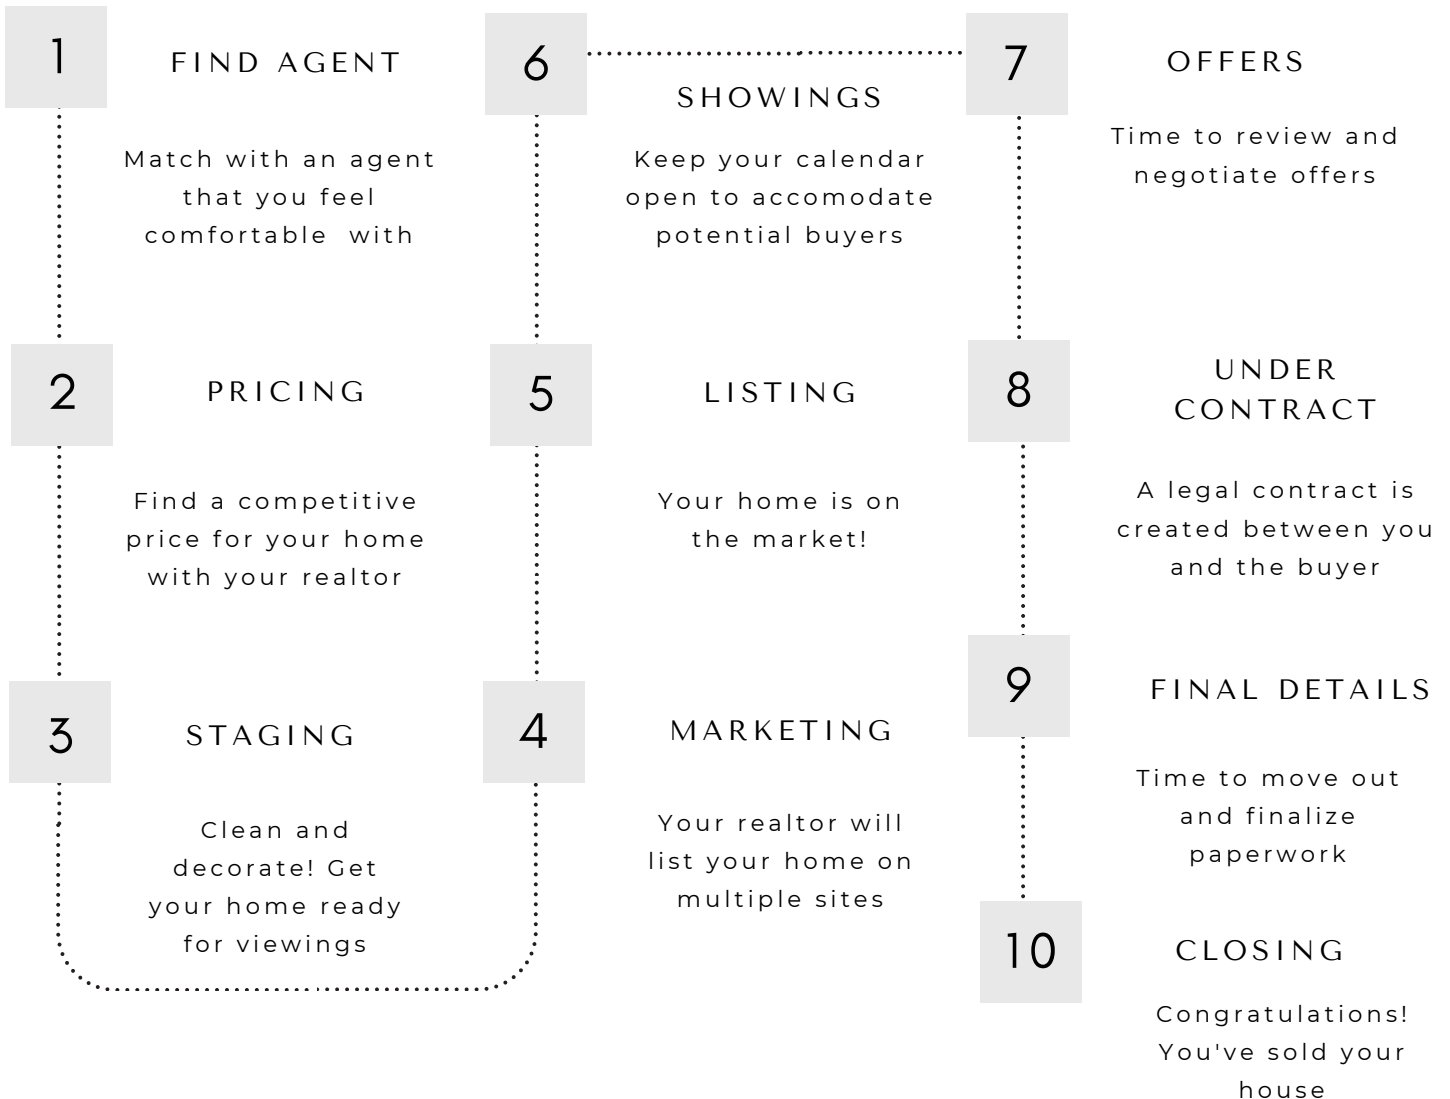 1
FIND AGENT
Match with an agent
that you feel
comfortable with
2
PRICING
Find a competitive
price for your home
with your realtor
3
STAGING
Clean and
decorate! Get
your home ready
for viewings
4
MARKETING
Your realtor will
list your home on
multiple sites
5
LISTING
Your home is on
the market!
6
SHOWINGS
Keep your calendar
open to accomodate
potential buyers
7
OFFERS
Time to review and
negotiate offers
8
UNDER
CONTRACT
A legal contract is
created between you
and the buyer
9
FINAL DETAILS
Time to move out
and finalize
paperwork
10
CLOSING
Congratulations!
You've sold your
house